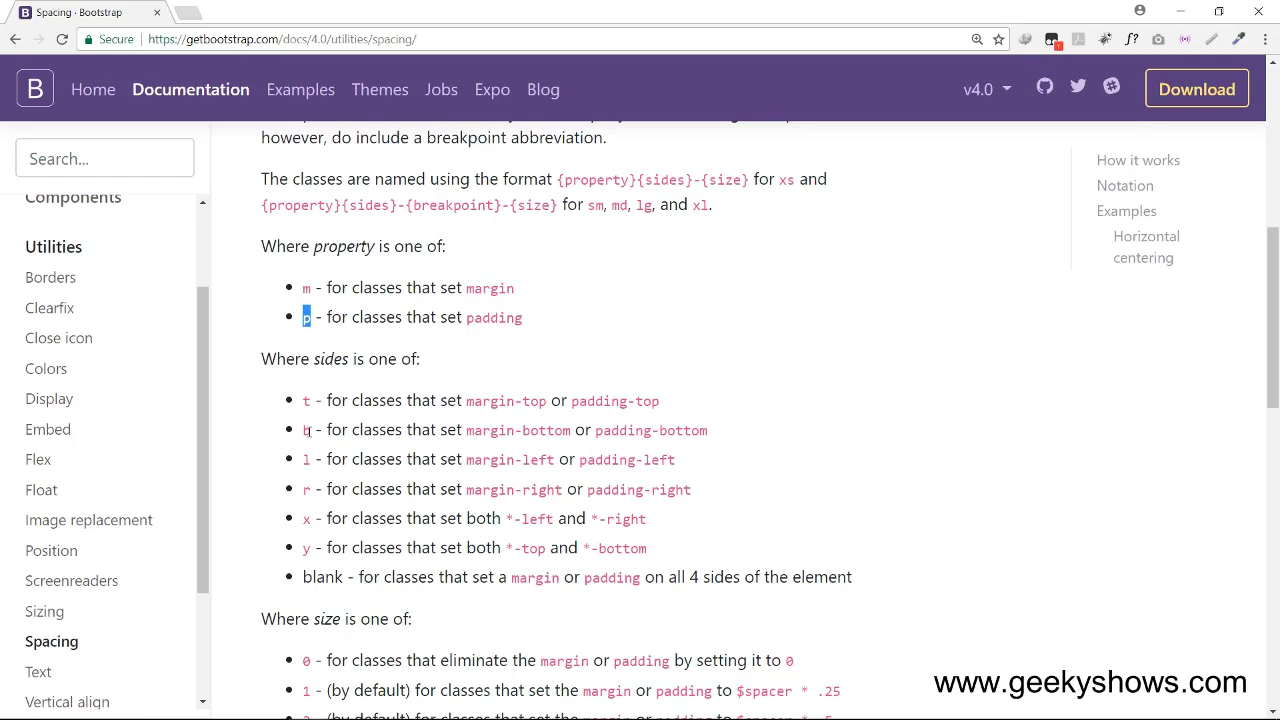 Spacing · Bootstrap
Secure https://getbootstrap.com/docs/4.0/utilities/spacing/
B Home Documentation Examples Themes Jobs Expo Blog v4.0 Download
Search...
Components
Utilities
Borders
Clearfix
Close icon
Colors
Display
Embed
Flex
Float
Image replacement
Position
Screenreaders
Sizing
Spacing
Text
Vertical align
however, do include a breakpoint abbreviation.
The classes are named using the format {property}{sides}-{size} for xs and
{property}{sides}-{breakpoint}-{size} for sm, md, lg, and xl.
Where property is one of:
• m - for classes that set margin
• p - for classes that set padding
Where sides is one of:
• t - for classes that set margin-top or padding-top
• b - for classes that set margin-bottom or padding-bottom
• l - for classes that set margin-left or padding-left
• r - for classes that set margin-right or padding-right
• x - for classes that set both *-left and *-right
• y - for classes that set both *-top and *-bottom
• blank - for classes that set a margin or padding on all 4 sides of the element
Where size is one of:
• 0 - for classes that eliminate the margin or padding by setting it to 0
• 1 - (by default) for classes that set the margin or padding to $spacer * .25
How it works
Notation
Examples
Horizontal
centering
www.geekyshows.com